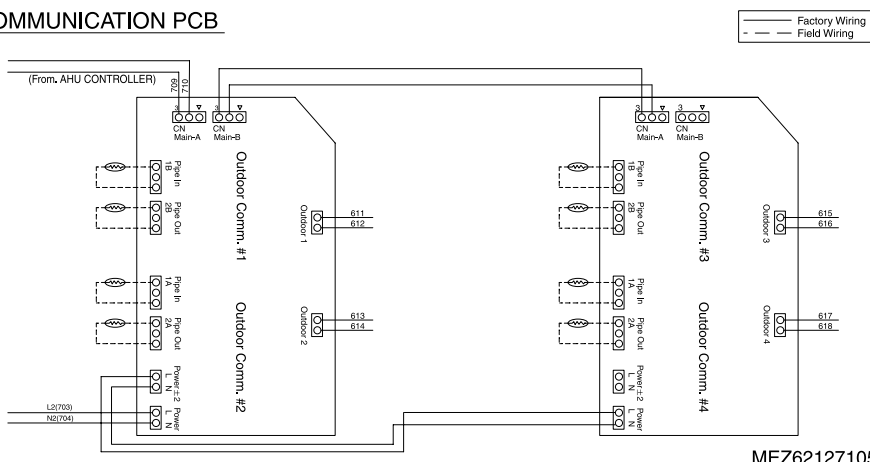 OMMUNICATION PCB
Factory Wiring
Field Wiring
(From. AHU CONTROLLER)
709
710
3
CN
Main-A
3
CN
Main-B
1B
Pipe In
2B
Pipe Out
1A
Pipe In
2A
Pipe Out
Outdoor Comm. #1
Outdoor Comm. #2
Outdoor 1
611
612
Outdoor 2
613
614
L
N
Power ± 2
L
N
Power
L2(703)
N2(704)
3
CN
Main-A
3
CN
Main-B
1B
Pipe In
2B
Pipe Out
1A
Pipe In
2A
Pipe Out
Outdoor Comm. #3
Outdoor Comm. #4
Outdoor 3
615
616
Outdoor 4
617
618
L
N
Power ± 2
L
N
Power
MEZ62127105